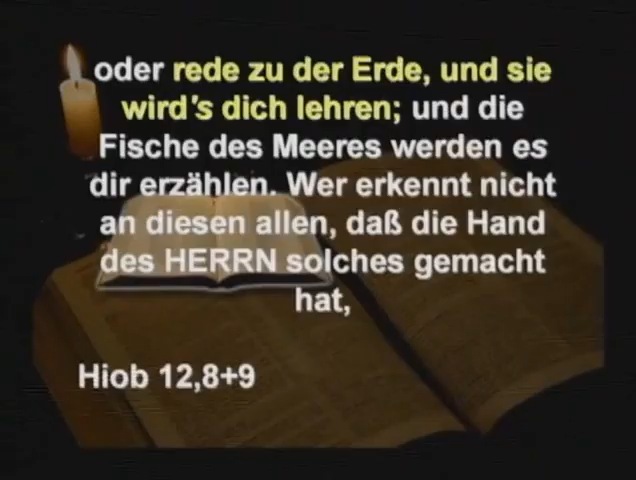 oder rede zu der Erde, und sie
wird's dich lehren; und die
Fische des Meeres werden es
dir erzählen. Wer erkennt nicht
an diesen allen, daß die Hand
des HERRN solches gemacht
hat,
Hiob 12,8+9